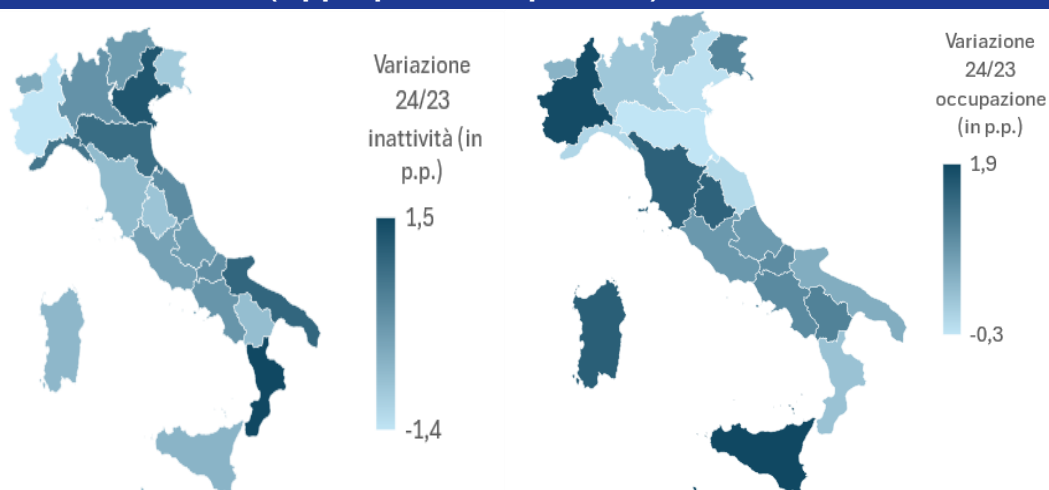 Variazione
24/23
inattività (in
p.p.)
1,5
-1,4
Variazione
24/23
occupazione
(in p.p.)
1,9
-0,3